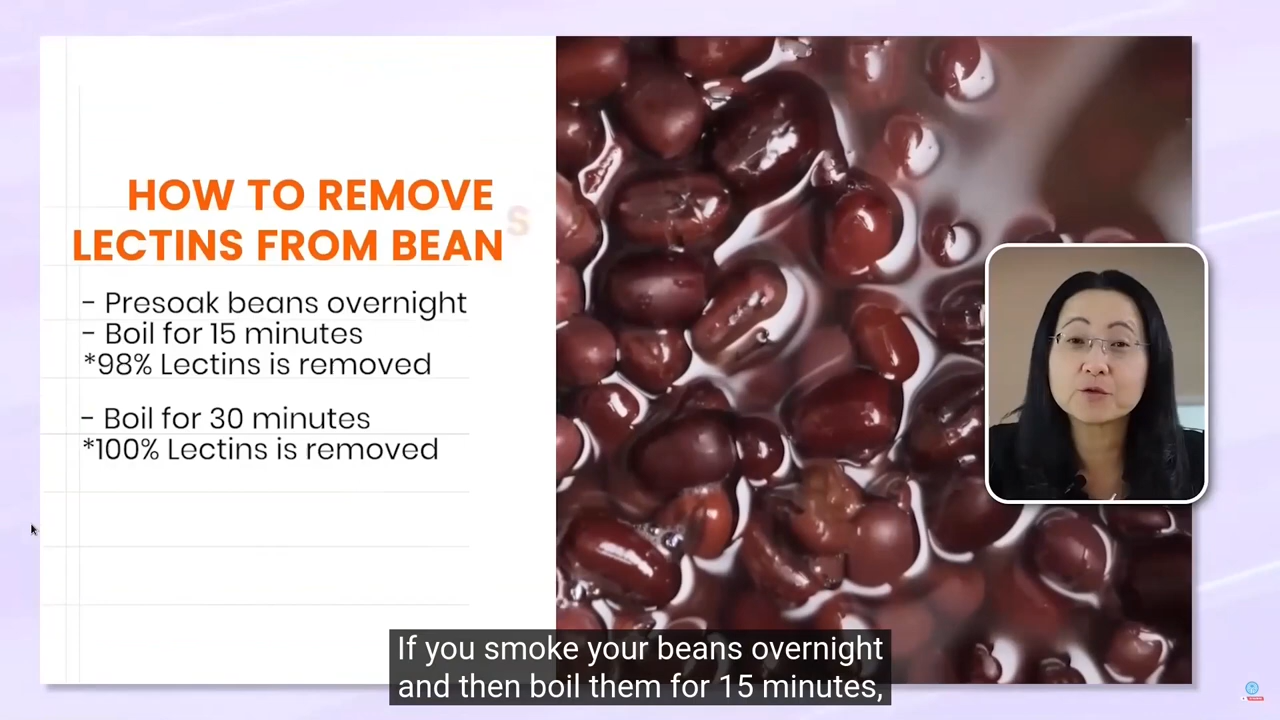 HOW TO REMOVE
LECTINS FROM BEANS
- Presoak beans overnight
- Boil for 15 minutes
*98% Lectins is removed
- Boil for 30 minutes
*100% Lectins is removed
If you smoke your beans overnight
and then boil them for 15 minutes,